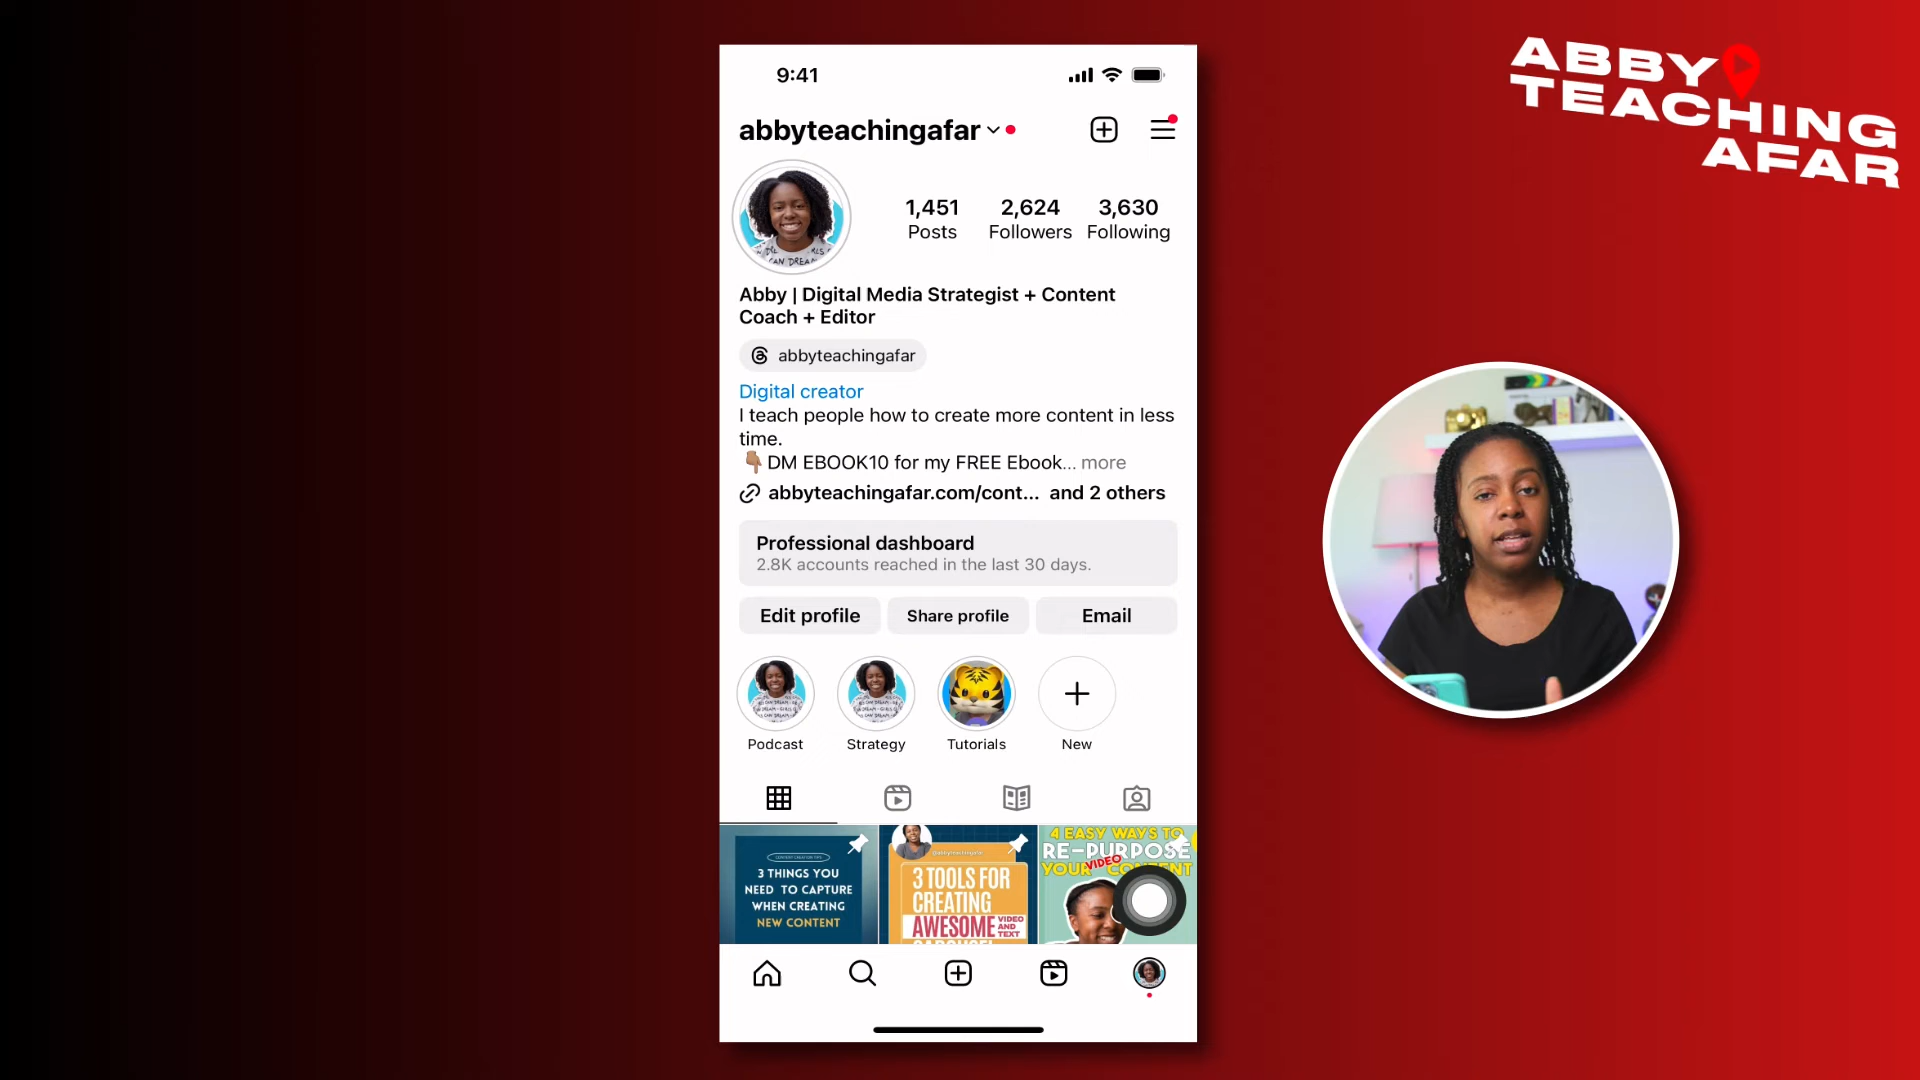 9:41
abbyteachingafar
1,451
Posts
2,624
Followers
3,630
Following
Abby | Digital Media Strategist + Content
Coach + Editor
abbyteachingafar
Digital creator
I teach people how to create more content in less
time.
DM EBOOK10 for my FREE Ebook... more
abbyteachingafar.com/cont... and 2 others
Professional dashboard
2.8K accounts reached in the last 30 days.
Edit profile
Share profile
Email
Podcast
Strategy
Tutorials
New
3 THINGS YOU
NEED TO CAPTURE
WHEN CREATING
NEW CONTENT
@abbyteachingafar
3 TOOLS FOR
CREATING
AWESOME VIDEO AND TEXT
CAROUSEL
4 EASY WAYS TO
RE-PURPOSE
YOUR VIDEO CONTENT
ABBY
TEACHING
AFAR